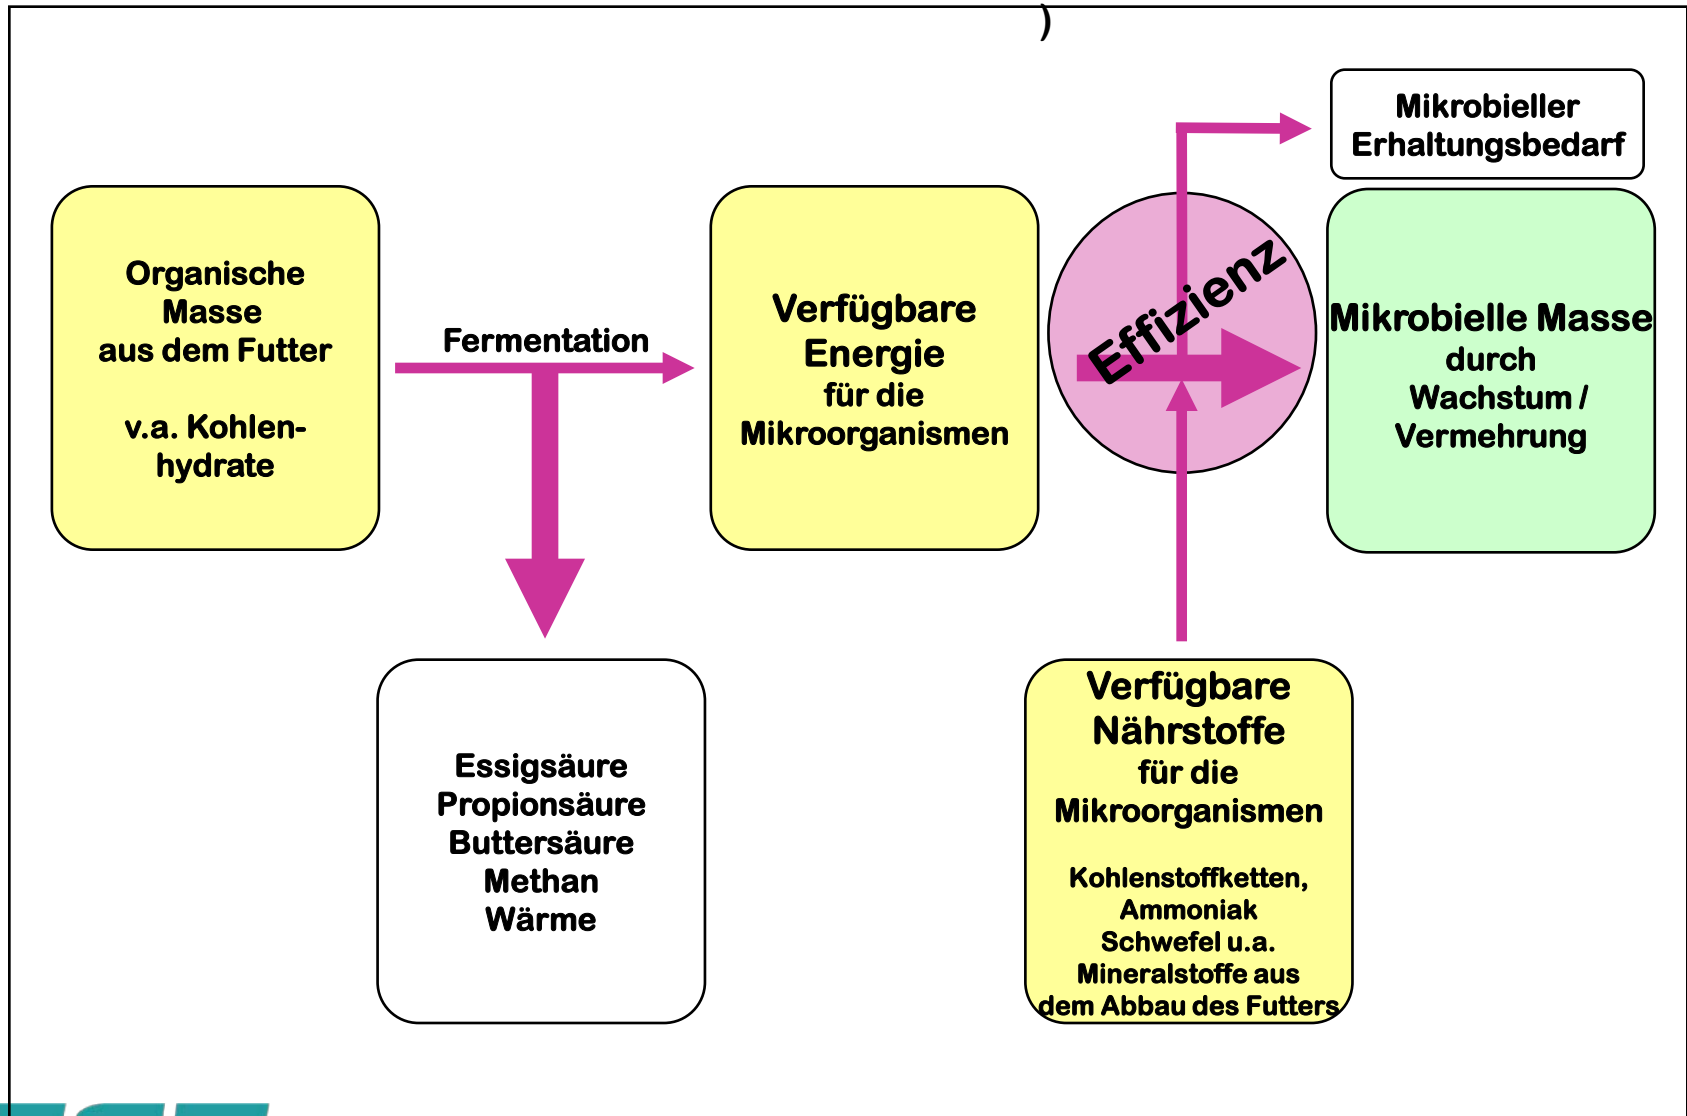 )
Mikrobieller
Erhaltungsbedarf
Organische
Masse
aus dem Futter
v.a. Kohlen-
hydrate
Fermentation
Verfügbare
Energie
für die
Mikroorganismen
Effizienz
Mikrobielle Masse
durch
Wachstum /
Vermehrung
Essigsäure
Propionsäure
Buttersäure
Methan
Wärme
Verfügbare
Nährstoffe
für die
Mikroorganismen
Kohlenstoffketten,
Ammoniak
Schwefel u.a.
Mineralstoffe aus
dem Abbau des Futters